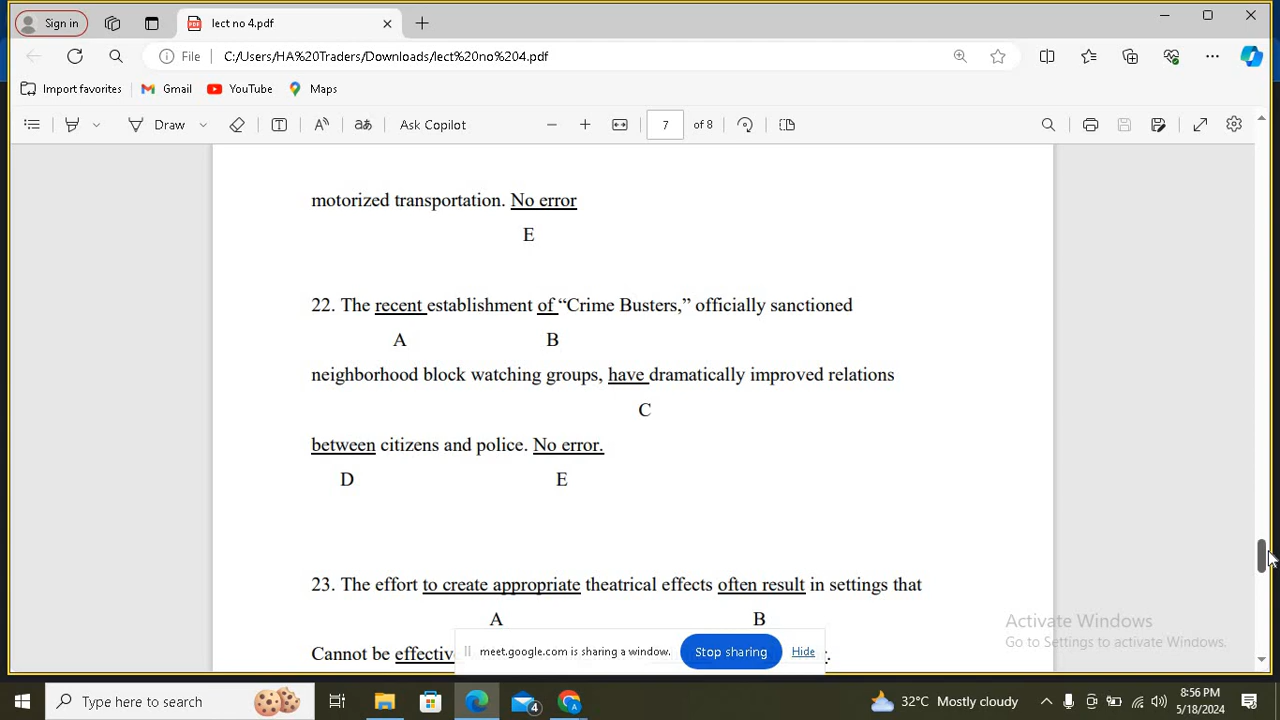 Sign in
lect no 4.pdf
File
C:/Users/HA%20Traders/Downloads/lect%20no%204.pdf
Import favorites
Gmail
YouTube
Maps
Draw
Ask Copilot
7 of 8
motorized transportation. No error
E
22. The recent establishment of “Crime Busters,” officially sanctioned
A B
neighborhood block watching groups, have dramatically improved relations
C
between citizens and police. No error.
D E
23. The effort to create appropriate theatrical effects often result in settings that
A B
Cannot be
Activate Windows
Go to Settings to activate Windows.
meet.google.com is sharing a window.
Stop sharing
Hide
Type here to search
4
32°C Mostly cloudy
8:56 PM
5/18/2024